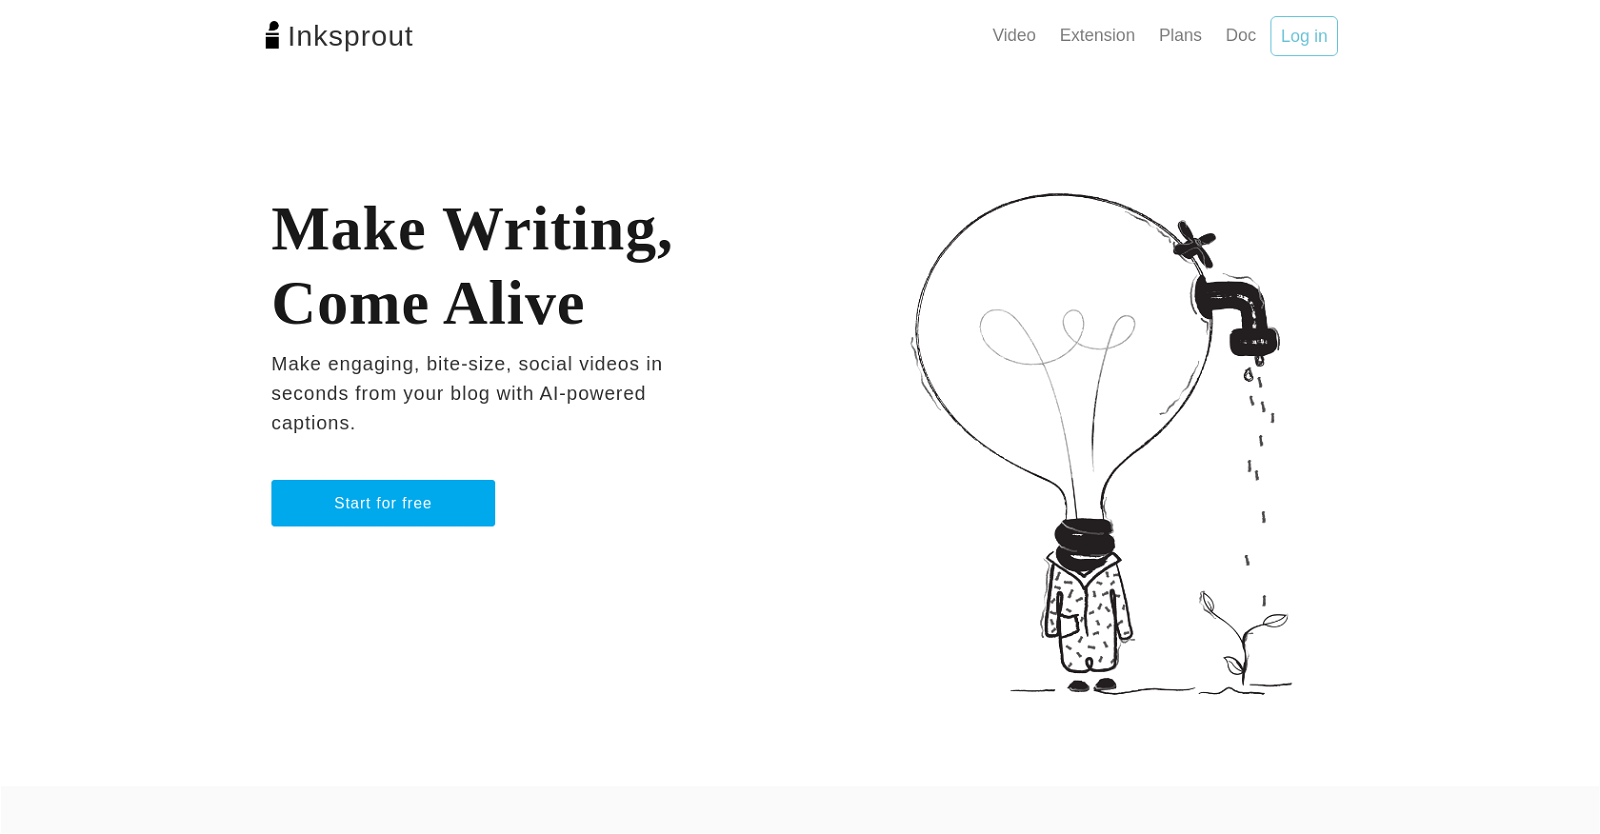 Inksprout
Video Extension Plans Doc Log in
Make Writing,
Come Alive
Make engaging, bite-size, social videos in
seconds from your blog with AI-powered
captions.
Start for free